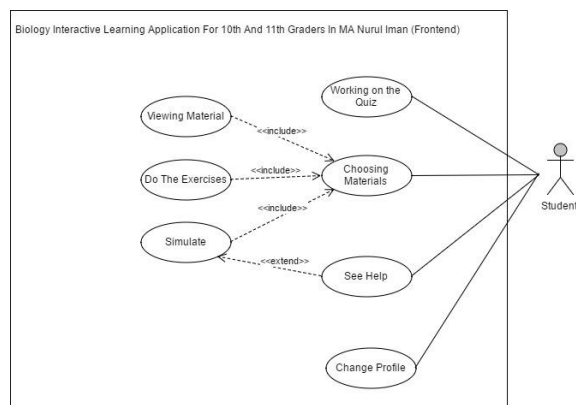 Biology Interactive Learning Application For 10th And 11th Graders In MA Nurul Iman (Frontend)
Working on the
Quiz
Viewing Material
<<include>>
Do The Exercises
<<include>>
Choosing
Materials
<<include>>
Simulate
<<extend>>
See Help
Change Profile
Student